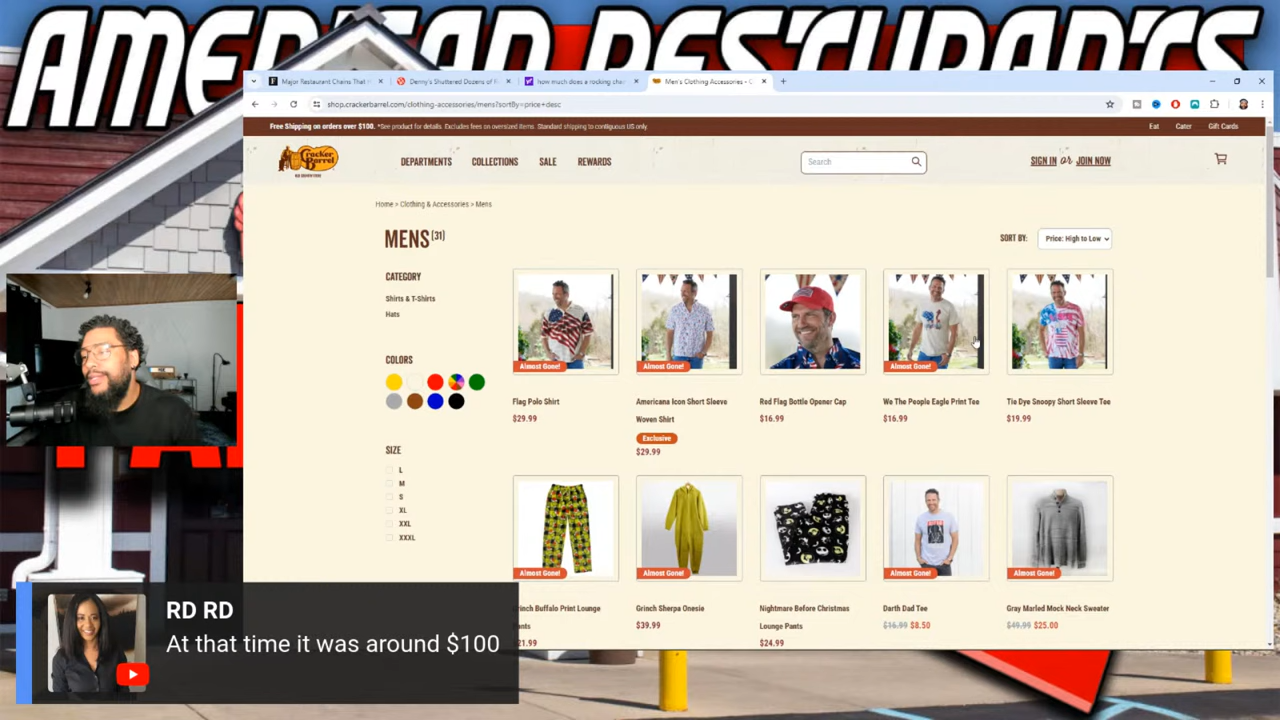 AMERICAN RESTURANTS
Major Restaurant Chains That
Denny's Shuttered Dozens of
how much does a rocking cha
Men's Clothing Accessories -
shop.crackerbarrel.com/clothing-accessories/mens?sortBy=price+desc
Free Shipping on orders over $100. *See product for details. Excludes fees on oversized items. Standard shipping to contiguous US only.
Eat
Cater
Gift Cards
Cracker Barrel
DEPARTMENTS
COLLECTIONS
SALE
REWARDS
Search
SIGN IN or JOIN NOW
Home > Clothing & Accessories > Mens
MENS (31)
SORT BY:
Price: High to Low
CATEGORY
Shirts & T-Shirts
Hats
COLORS
SIZE
L
M
S
XL
XXL
XXXL
Almost Gone!
Almost Gone!
Almost Gone!
Flag Polo Shirt
$29.99
Americana Icon Short Sleeve
Woven Shirt
Exclusive
$29.99
Red Flag Bottle Opener Cap
$16.99
We The People Eagle Print Tee
$16.99
Tie Dye Snoopy Short Sleeve Tee
$19.99
Almost Gone!
Almost Gone!
Almost Gone!
Almost Gone!
Grinch Buffalo Print Lounge
Pants
$21.99
Grinch Sherpa Onesie
$39.99
Nightmare Before Christmas
Lounge Pants
$24.99
Darth Dad Tee
$16.99 $8.50
Gray Marled Mock Neck Sweater
$49.99 $25.00
RD RD
At that time it was around $100